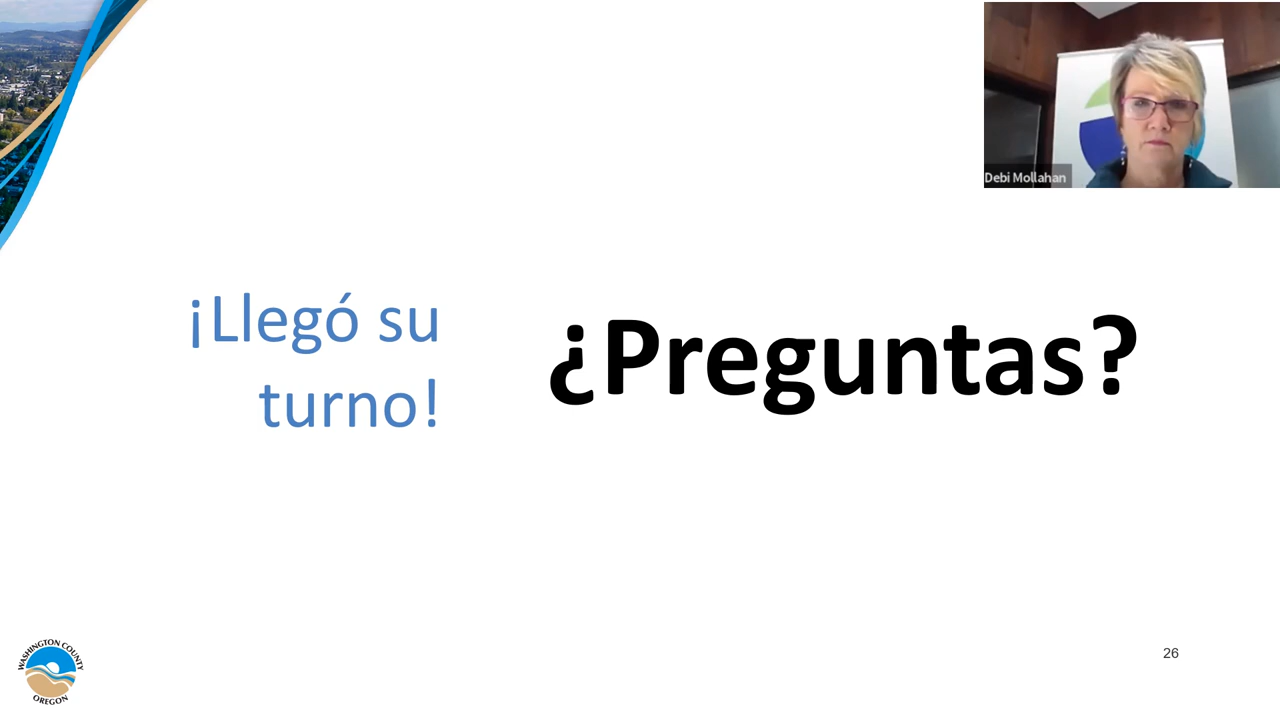 Debi Mollahan
¡Llegó su
turno!
¿Preguntas?
WASHINGTON COUNTY
OREGON
26